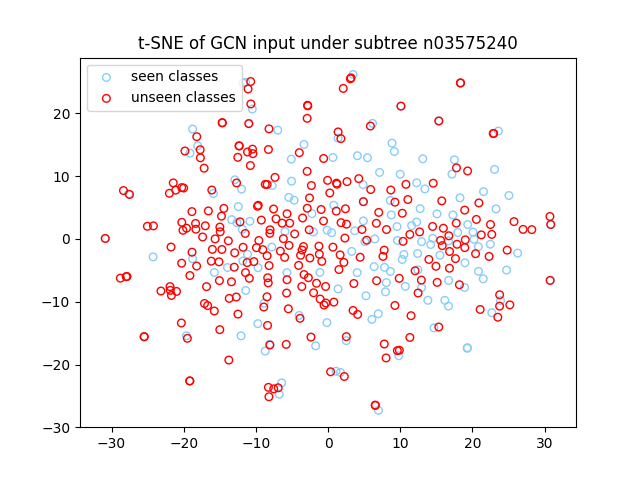 t-SNE of GCN input under subtree n03575240
seen classes
unseen classes
20
10
0
−10
−20
−30
−30 −20 −10 0 10 20 30